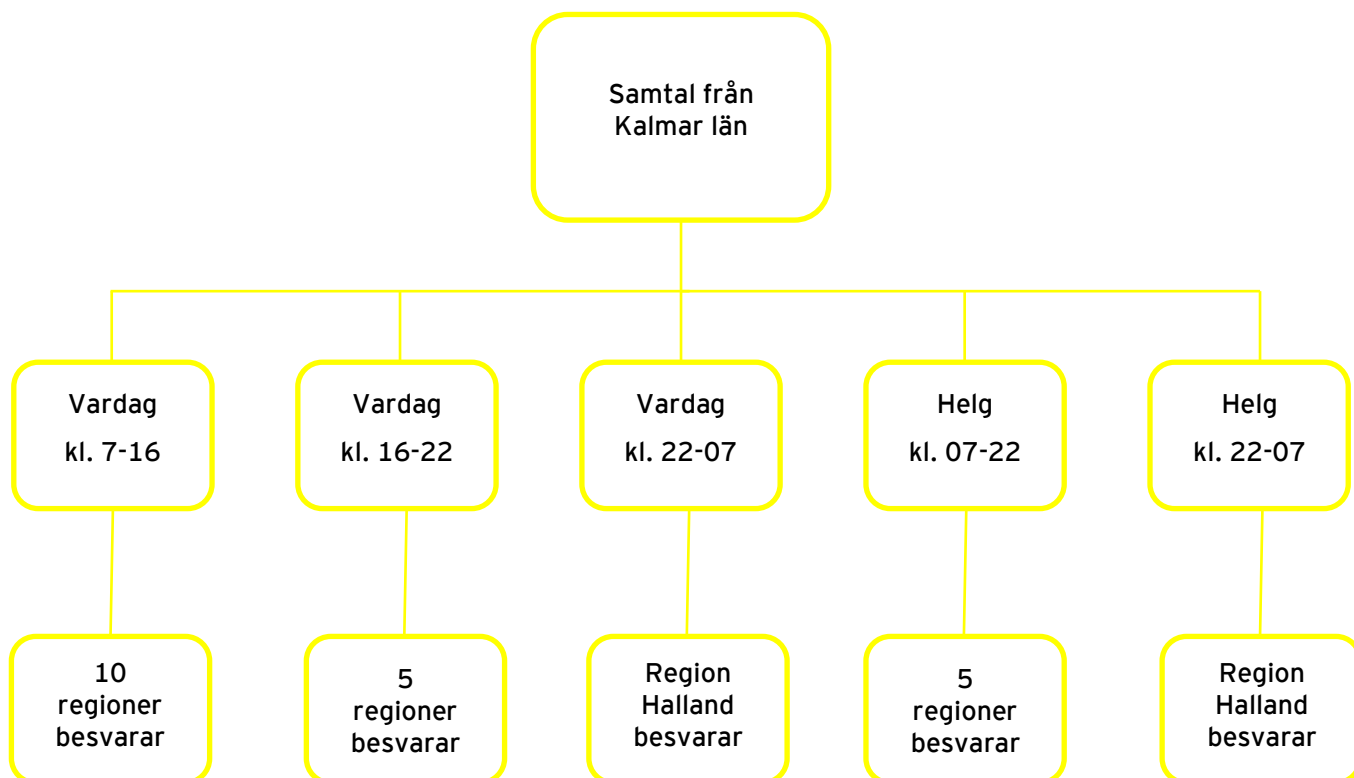 Samtal från
Kalmar län
Vardag
kl. 7-16
Vardag
kl. 16-22
Vardag
kl. 22-07
Helg
kl. 07-22
Helg
kl. 22-07
10
regioner
besvarar
5
regioner
besvarar
Region
Halland
besvarar
5
regioner
besvarar
Region
Halland
besvarar